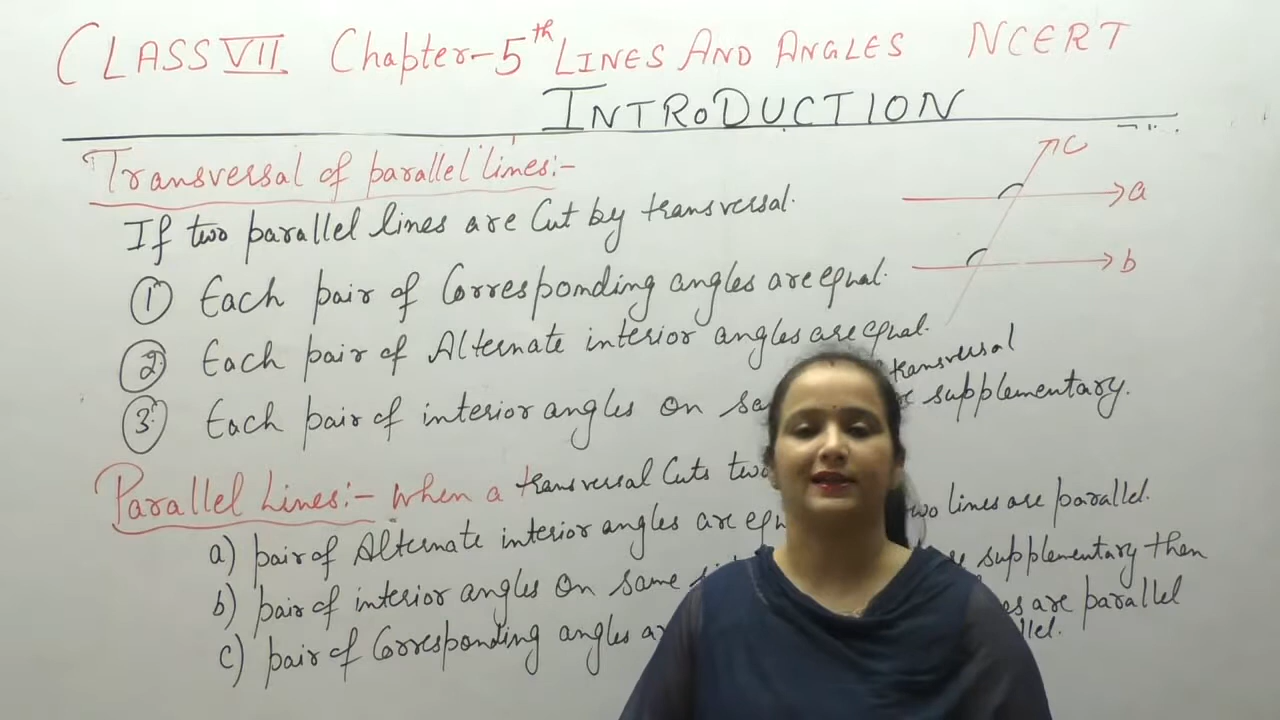 CLASS VII Chapter-5th LINES AND ANGLES NCERT
INTRODUCTION
Transversal of parallel lines:-
If two parallel lines are Cut by transversal.
① Each pair of Corresponding angles are equal.
② Each pair of Alternate interior angles are equal.
③ Each pair of interior angles on supplementary.
transversal
Parallel Lines:- when a transversal Cuts two
a) pair of Alternate interior angles are two lines are parallel.
b) pair of interior angles on same supplementary then
are parallel
c) pair of Corresponding angles
c
a
b